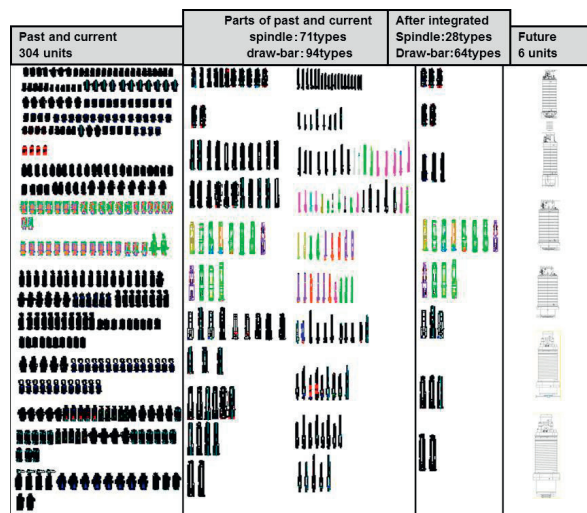 Past and current
304 units
Parts of past and current
spindle:71types
draw-bar:94types
After integrated
Spindle:28types
Draw-bar:64types
Future
6 units